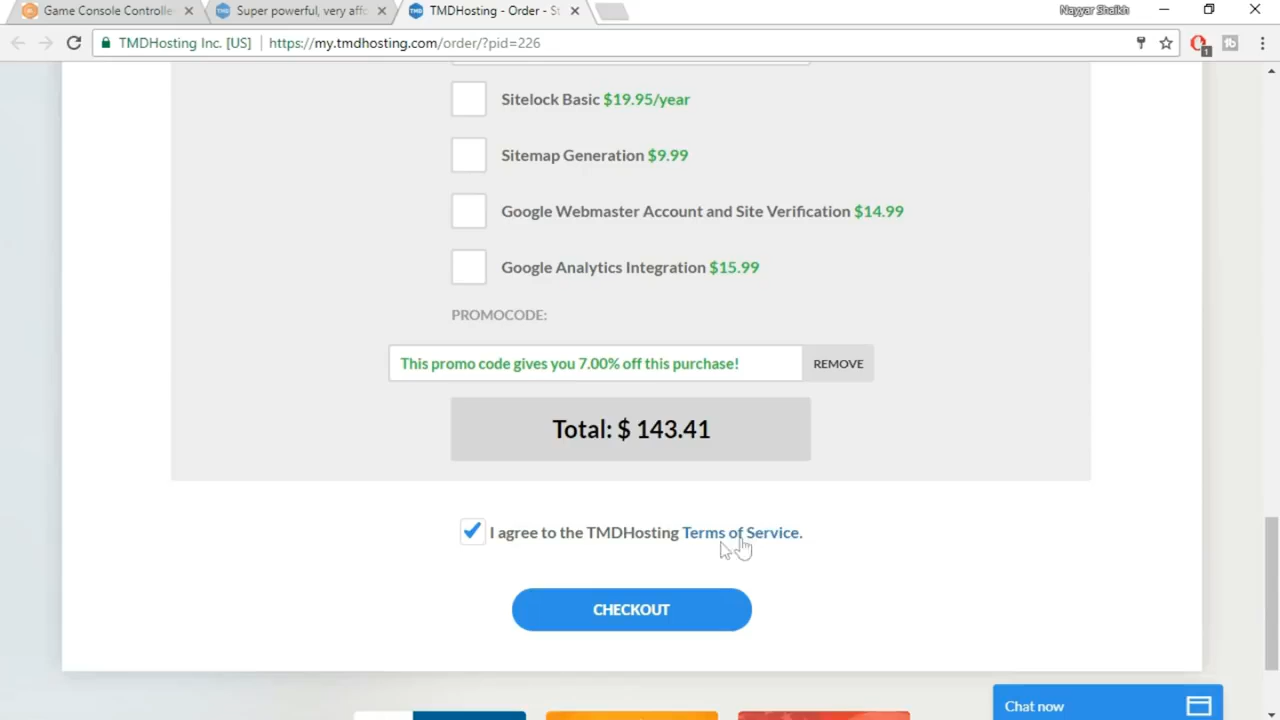 Game Console Controlle
Super powerful, very affo
TMDHosting - Order - S
Nayyar Shaikh
TMDHosting Inc. [US]
https://my.tmdhosting.com/order/?pid=226
1
Sitelock Basic $19.95/year
Sitemap Generation $9.99
Google Webmaster Account and Site Verification $14.99
Google Analytics Integration $15.99
PROMOCODE:
This promo code gives you 7.00% off this purchase!
REMOVE
Total: $ 143.41
I agree to the TMDHosting Terms of Service.
CHECKOUT
Chat now